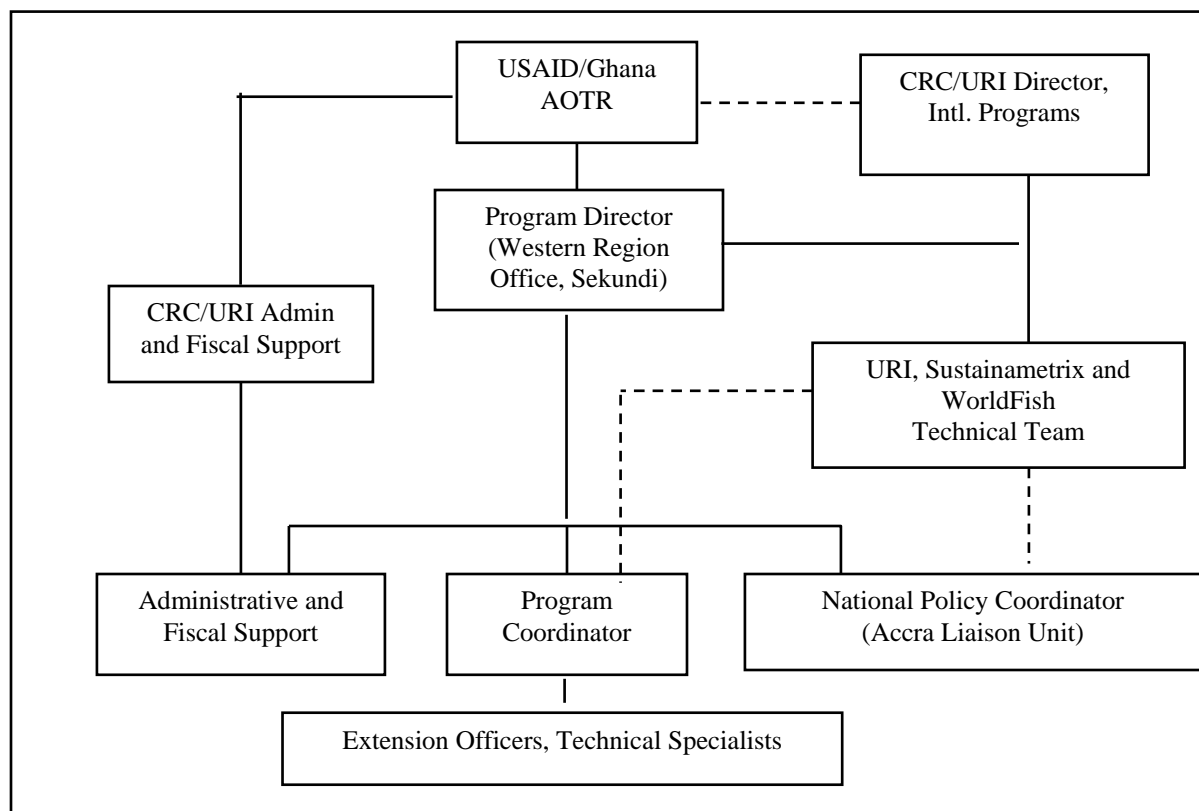 USAID/Ghana
AOTR
CRC/URI Director,
Intl. Programs
Program Director
(Western Region
Office, Sekundi)
CRC/URI Admin
and Fiscal Support
URI, Sustainametrix and
WorldFish
Technical Team
Administrative and
Fiscal Support
Program
Coordinator
National Policy Coordinator
(Accra Liaison Unit)
Extension Officers, Technical Specialists